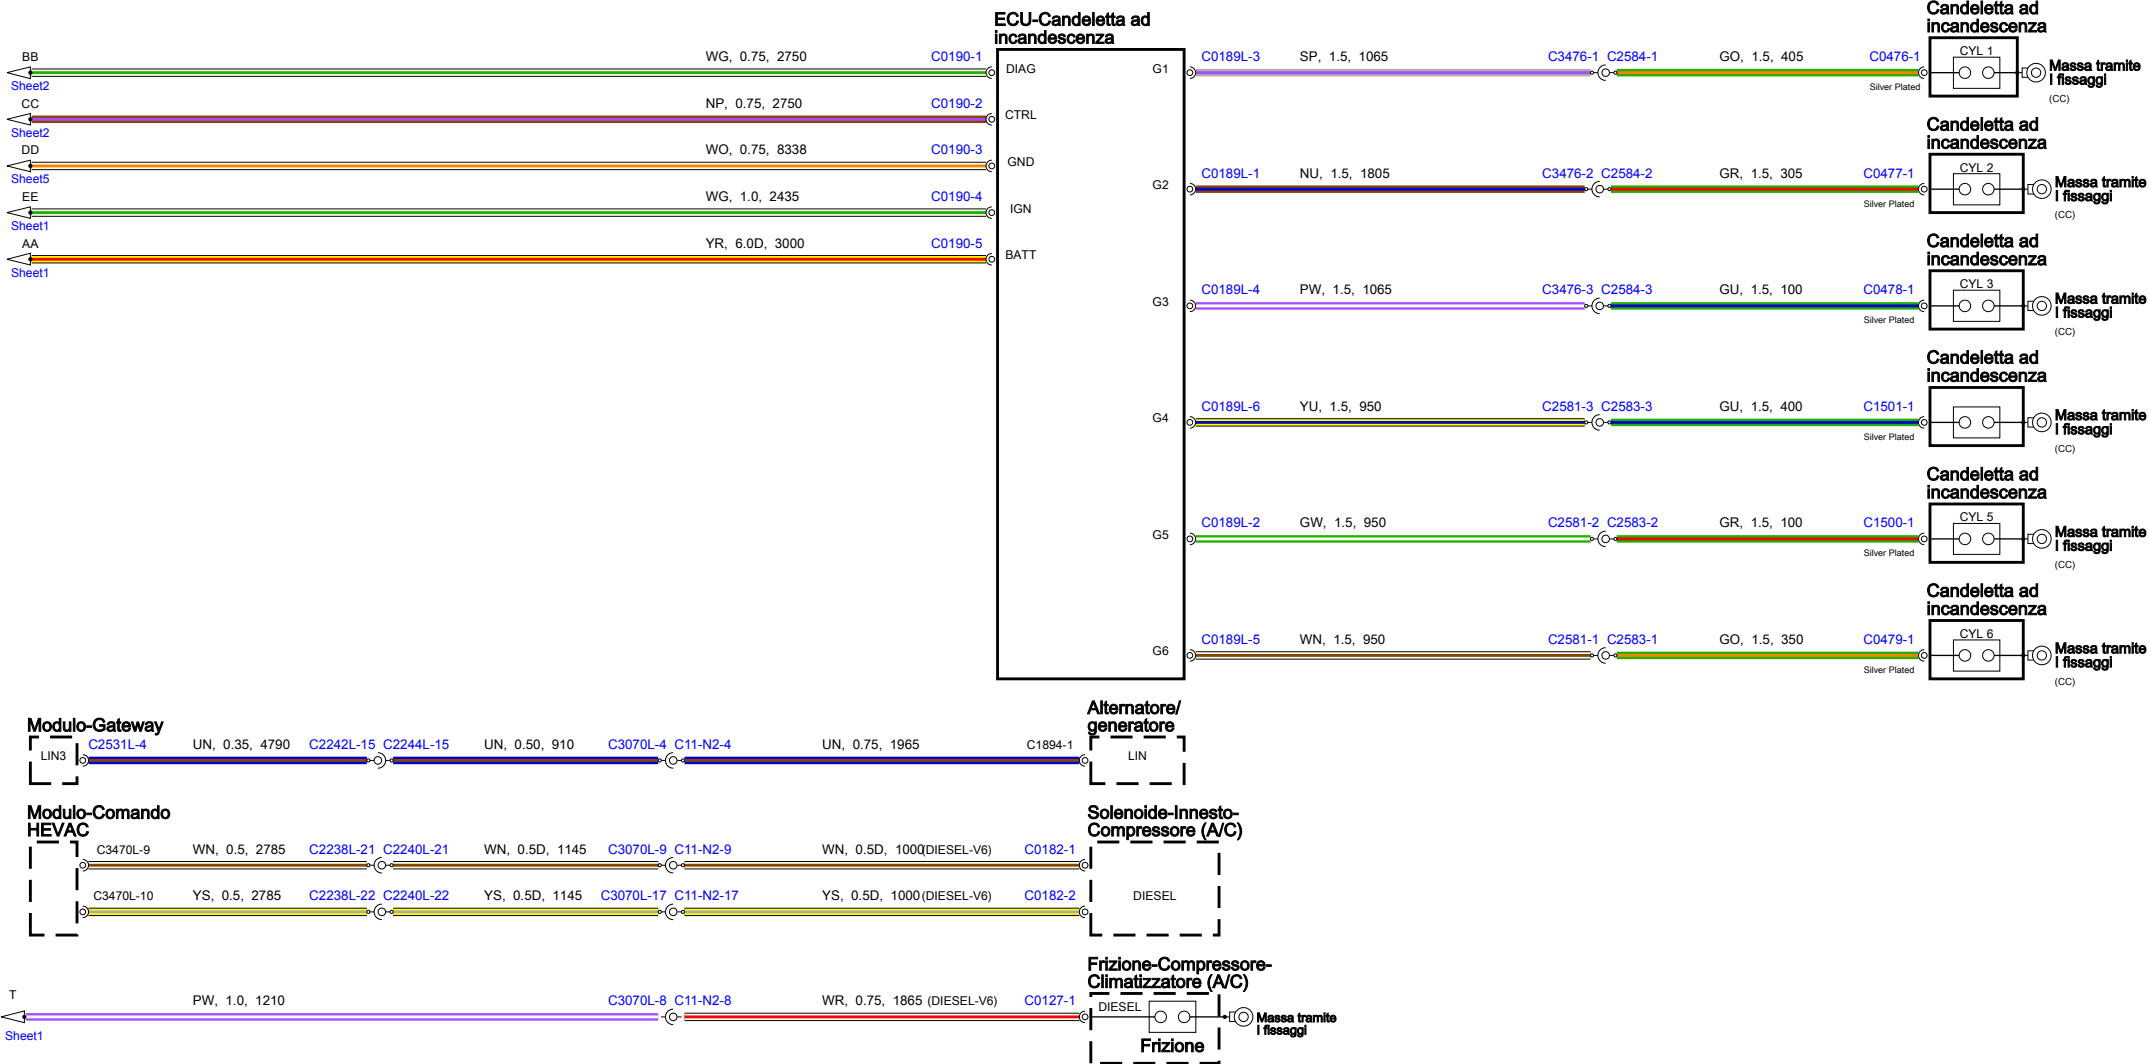 ECU-Candeletta ad
incandescenza
BB
WG, 0.75, 2750
C0190-1
DIAG
Sheet2
CC
NP, 0.75, 2750
C0190-2
CTRL
Sheet2
DD
WO, 0.75, 8338
C0190-3
GND
Sheet5
EE
WG, 1.0, 2435
C0190-4
IGN
Sheet1
AA
YR, 6.0D, 3000
C0190-5
BATT
Sheet1
Candeletta ad
incandescenza
G1
C0189L-3
SP, 1.5, 1065
C3476-1 C2584-1
GO, 1.5, 405
C0476-1
Silver Plated
CYL 1
Massa tramite
I fissaggi
(CC)
Candeletta ad
incandescenza
G2
C0189L-1
NU, 1.5, 1805
C3476-2 C2584-2
GR, 1.5, 305
C0477-1
Silver Plated
CYL 2
Massa tramite
I fissaggi
(CC)
Candeletta ad
incandescenza
G3
C0189L-4
PW, 1.5, 1065
C3476-3 C2584-3
GU, 1.5, 100
C0478-1
Silver Plated
CYL 3
Massa tramite
I fissaggi
(CC)
Candeletta ad
incandescenza
G4
C0189L-6
YU, 1.5, 950
C2581-3 C2583-3
GU, 1.5, 400
C1501-1
Silver Plated
Massa tramite
I fissaggi
(CC)
Candeletta ad
incandescenza
G5
C0189L-2
GW, 1.5, 950
C2581-2 C2583-2
GR, 1.5, 100
C1500-1
Silver Plated
CYL 5
Massa tramite
I fissaggi
(CC)
Candeletta ad
incandescenza
G6
C0189L-5
WN, 1.5, 950
C2581-1 C2583-1
GO, 1.5, 350
C0479-1
Silver Plated
CYL 6
Massa tramite
I fissaggi
(CC)
Modulo-Gateway
LIN3
C2531L-4
UN, 0.35, 4790
C2242L-15 C2244L-15
UN, 0.50, 910
C3070L-4 C11-N2-4
UN, 0.75, 1965
C1894-1
Alternatore/
generatore
LIN
Modulo-Comando
HEVAC
C3470L-9
WN, 0.5, 2785
C2238L-21 C2240L-21
WN, 0.5D, 1145
C3070L-9 C11-N2-9
WN, 0.5D, 1000(DIESEL-V6)
C0182-1
Solenoide-Innesto-
Compressore (A/C)
C3470L-10
YS, 0.5, 2785
C2238L-22 C2240L-22
YS, 0.5D, 1145
C3070L-17 C11-N2-17
YS, 0.5D, 1000(DIESEL-V6)
C0182-2
DIESEL
Frizione-Compressore-
Climatizzatore (A/C)
T
PW, 1.0, 1210
C3070L-8 C11-N2-8
WR, 0.75, 1865 (DIESEL-V6)
C0127-1
DIESEL
Sheet1
Massa tramite
I fissaggi
Frizione